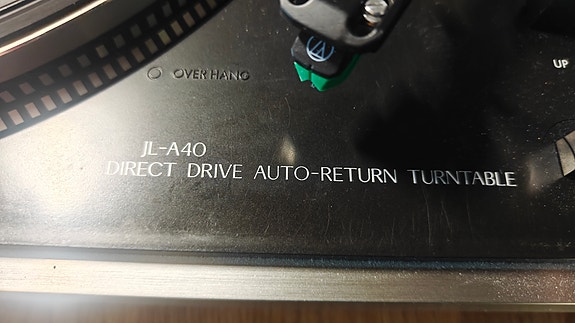 UP
OVER HANG
JL-A40
DIRECT DRIVE AUTO-RETURN TURNTABLE